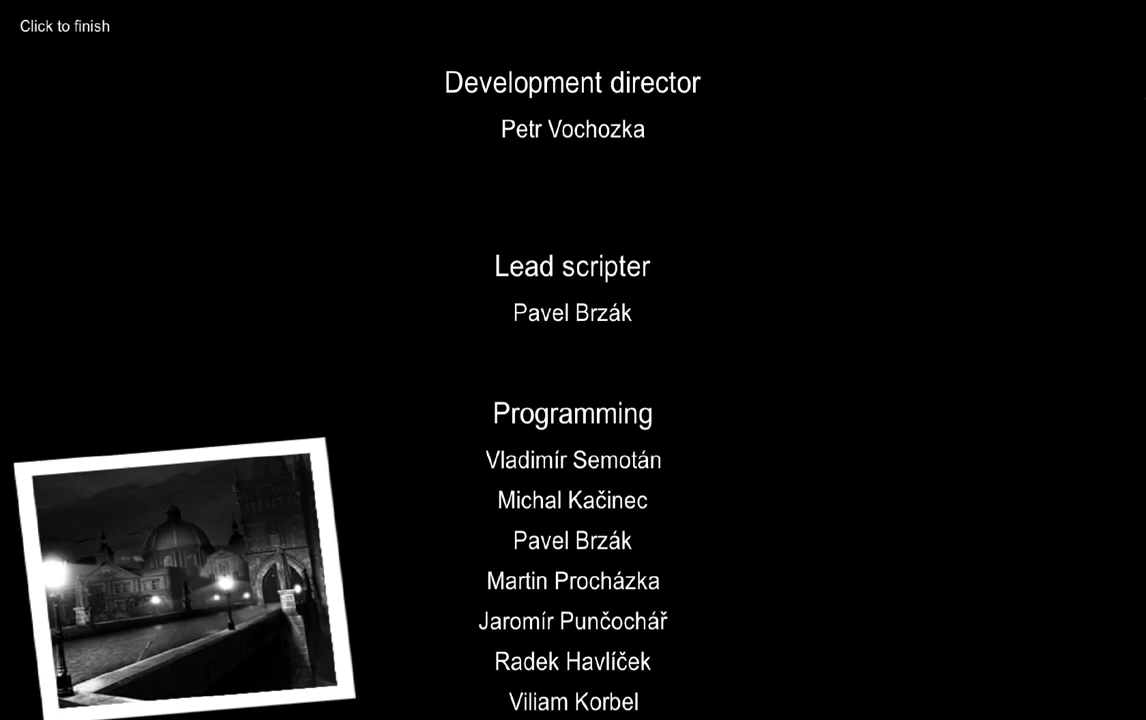 Click to finish
Development director
Petr Vochozka
Lead scripter
Pavel Brzák
Programming
Vladimír Semotán
Michal Kačinec
Pavel Brzák
Martin Procházka
Jaromír Punčochář
Radek Havlíček
Viliam Korbel